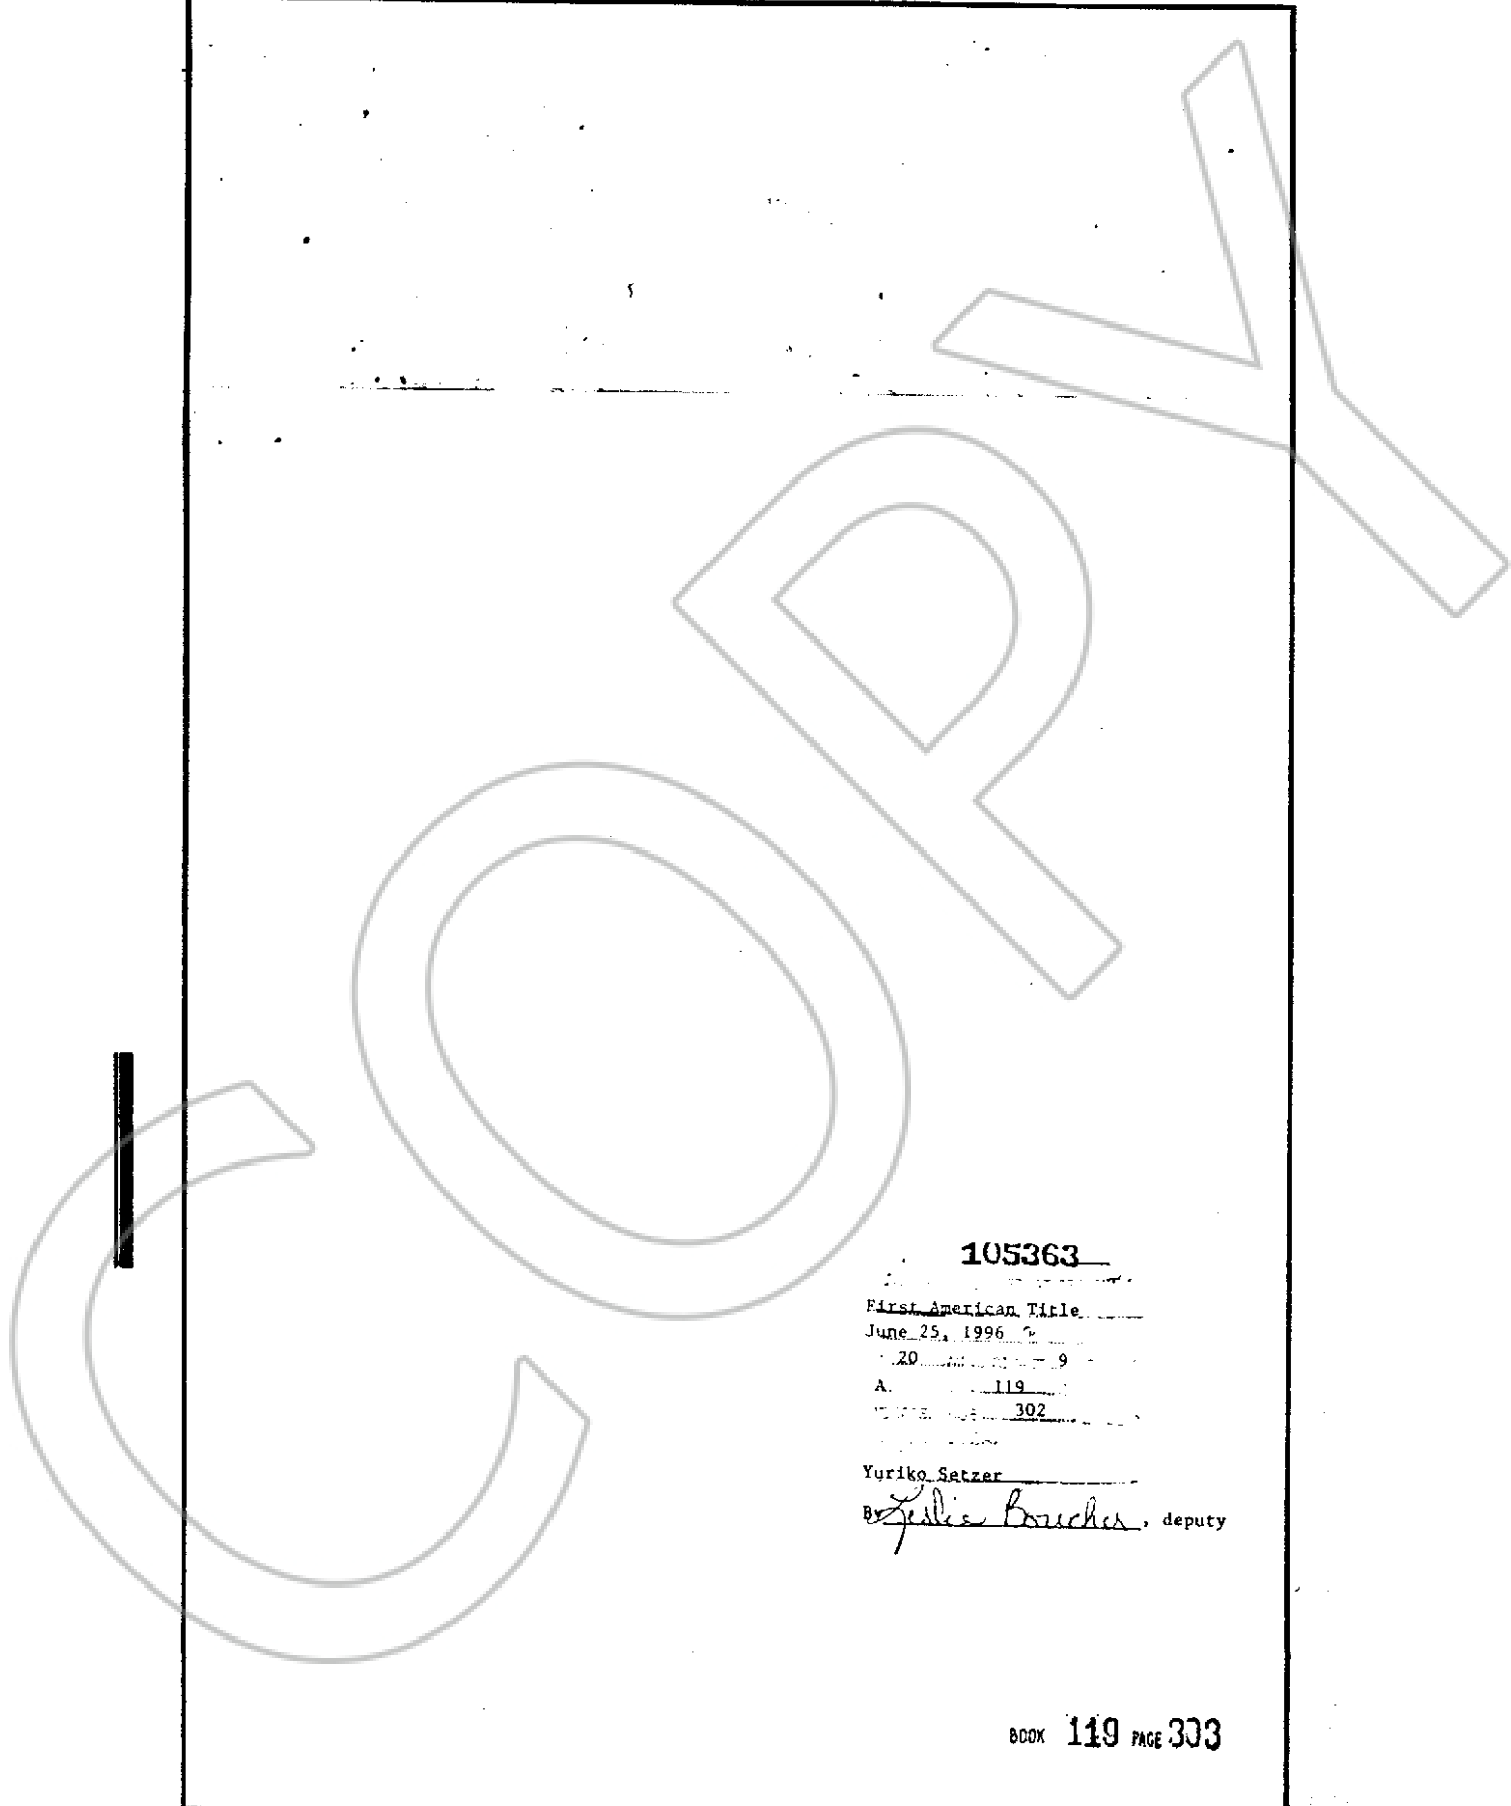 COPY
105363
First American Title
June 25, 1996
20 9
A. 119
302
Yuriko Setzer
By Leslie Boucher, deputy
BOOK 119 PAGE 303